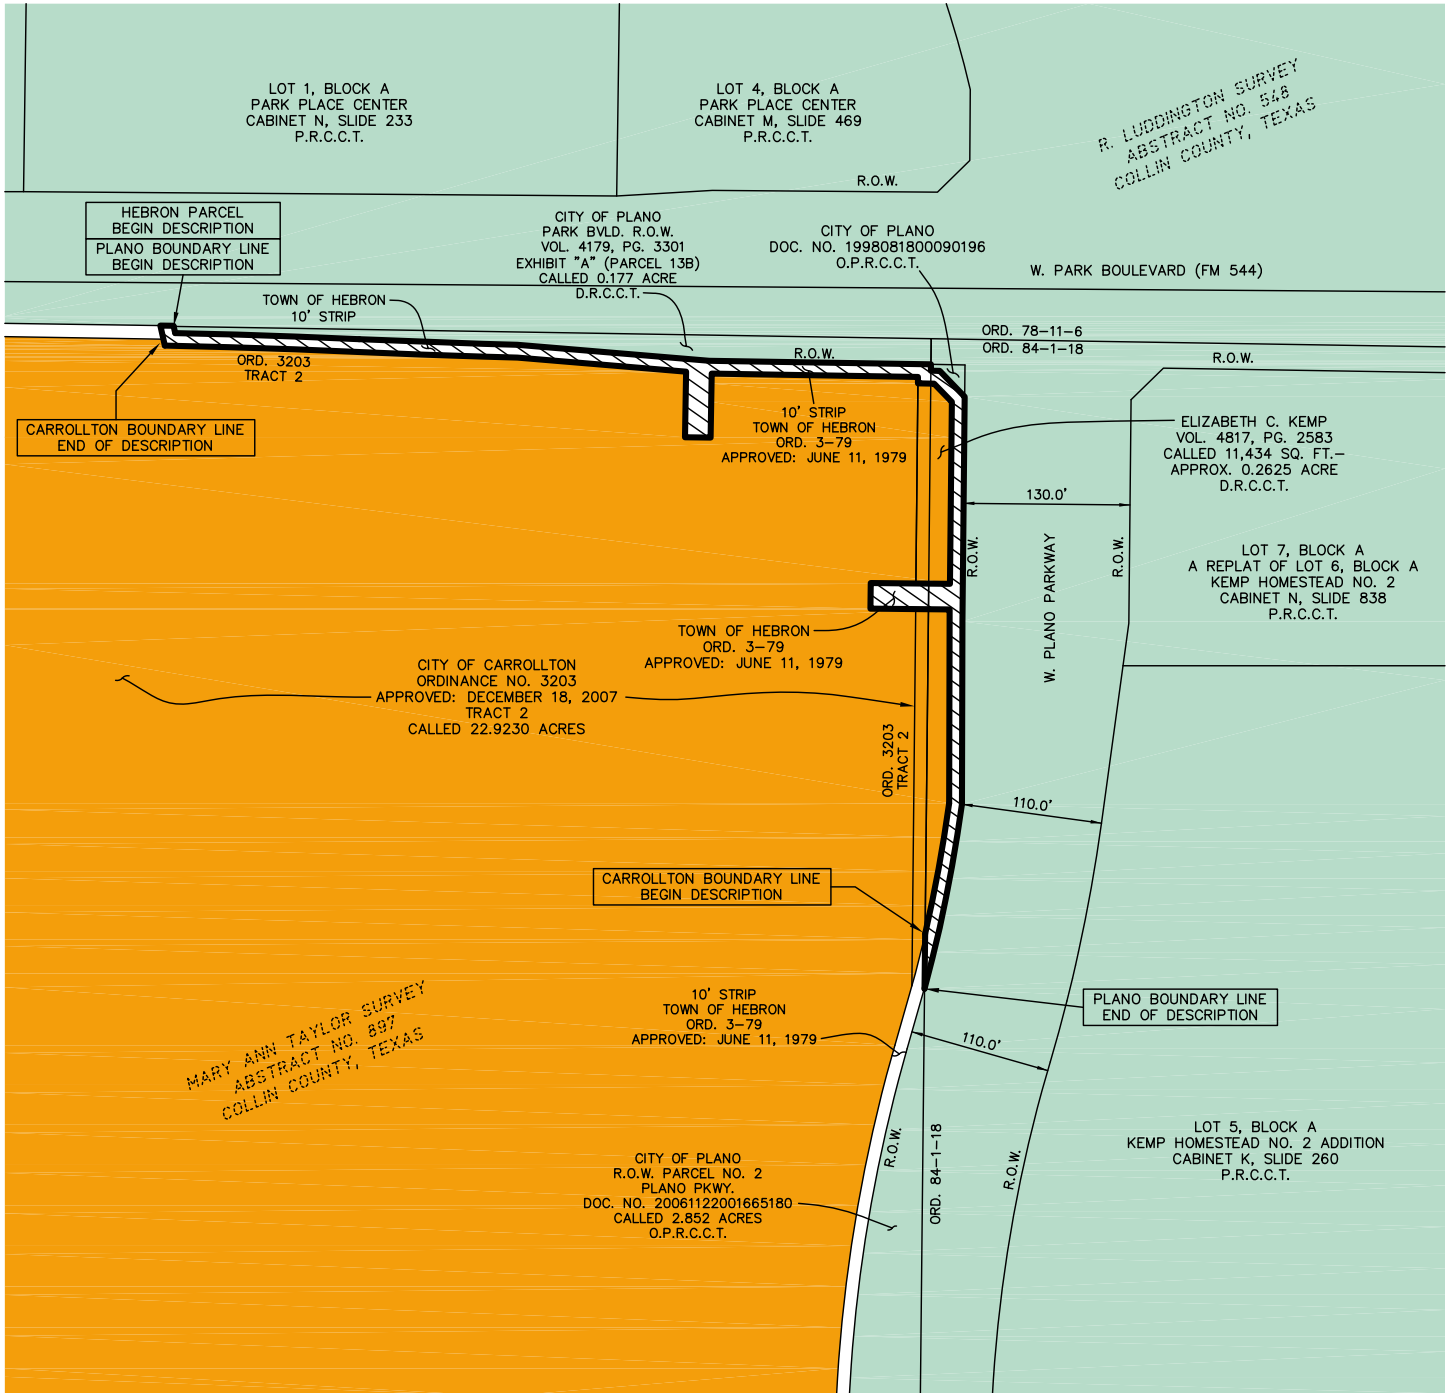 LOT 1, BLOCK A
PARK PLACE CENTER
CABINET N, SLIDE 233
P.R.C.C.T.
LOT 4, BLOCK A
PARK PLACE CENTER
CABINET M, SLIDE 469
P.R.C.C.T.
R. LUDDINGTON SURVEY
ABSTRACT NO. 548
COLLIN COUNTY, TEXAS
R.O.W.
HEBRON PARCEL
BEGIN DESCRIPTION
PLANO BOUNDARY LINE
BEGIN DESCRIPTION
CITY OF PLANO
PARK BVLD. R.O.W.
VOL. 4179, PG. 3301
EXHIBIT "A" (PARCEL 13B)
CALLED 0.177 ACRE
D.R.C.C.T.
CITY OF PLANO
DOC. NO. 1998081800090196
O.P.R.C.C.T.
W. PARK BOULEVARD (FM 544)
TOWN OF HEBRON
10' STRIP
ORD. 78-11-6
ORD. 84-1-18
R.O.W.
R.O.W.
ORD. 3203
TRACT 2
CARROLLTON BOUNDARY LINE
END OF DESCRIPTION
10' STRIP
TOWN OF HEBRON
ORD. 3-79
APPROVED: JUNE 11, 1979
ELIZABETH C. KEMP
VOL. 4817, PG. 2583
CALLED 11,434 SQ. FT.-
APPROX. 0.2625 ACRE
D.R.C.C.T.
130.0'
R.O.W.
W. PLANO PARKWAY
R.O.W.
LOT 7, BLOCK A
A REPLAT OF LOT 6, BLOCK A
KEMP HOMESTEAD NO. 2
CABINET N, SLIDE 838
P.R.C.C.T.
TOWN OF HEBRON
ORD. 3-79
APPROVED: JUNE 11, 1979
CITY OF CARROLLTON
ORDINANCE NO. 3203
APPROVED: DECEMBER 18, 2007
TRACT 2
CALLED 22.9230 ACRES
ORD. 3203
TRACT 2
110.0'
CARROLLTON BOUNDARY LINE
BEGIN DESCRIPTION
MARY ANN TAYLOR SURVEY
ABSTRACT NO. 897
COLLIN COUNTY, TEXAS
10' STRIP
TOWN OF HEBRON
ORD. 3-79
APPROVED: JUNE 11, 1979
PLANO BOUNDARY LINE
END OF DESCRIPTION
110.0'
R.O.W.
ORD. 84-1-18
R.O.W.
LOT 5, BLOCK A
KEMP HOMESTEAD NO. 2 ADDITION
CABINET K, SLIDE 260
P.R.C.C.T.
CITY OF PLANO
R.O.W. PARCEL NO. 2
PLANO PKWY.
DOC. NO. 20061122001665180
CALLED 2.852 ACRES
O.P.R.C.C.T.